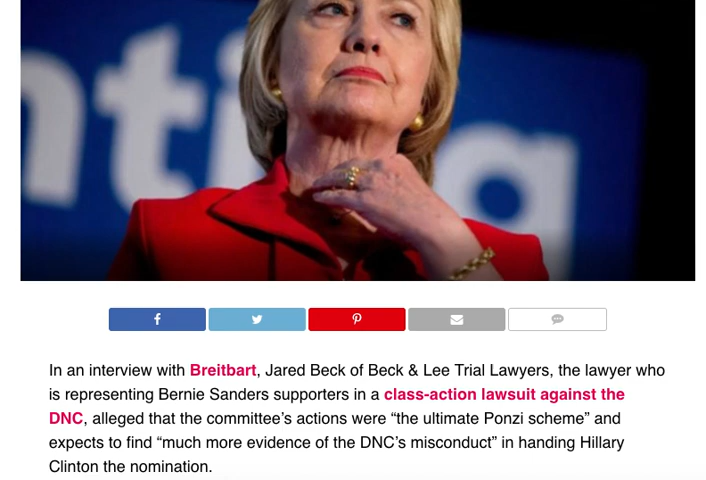 nti g
In an interview with Breitbart, Jared Beck of Beck & Lee Trial Lawyers, the lawyer who
is representing Bernie Sanders supporters in a class-action lawsuit against the
DNC, alleged that the committee’s actions were “the ultimate Ponzi scheme” and
expects to find “much more evidence of the DNC’s misconduct” in handing Hillary
Clinton the nomination.